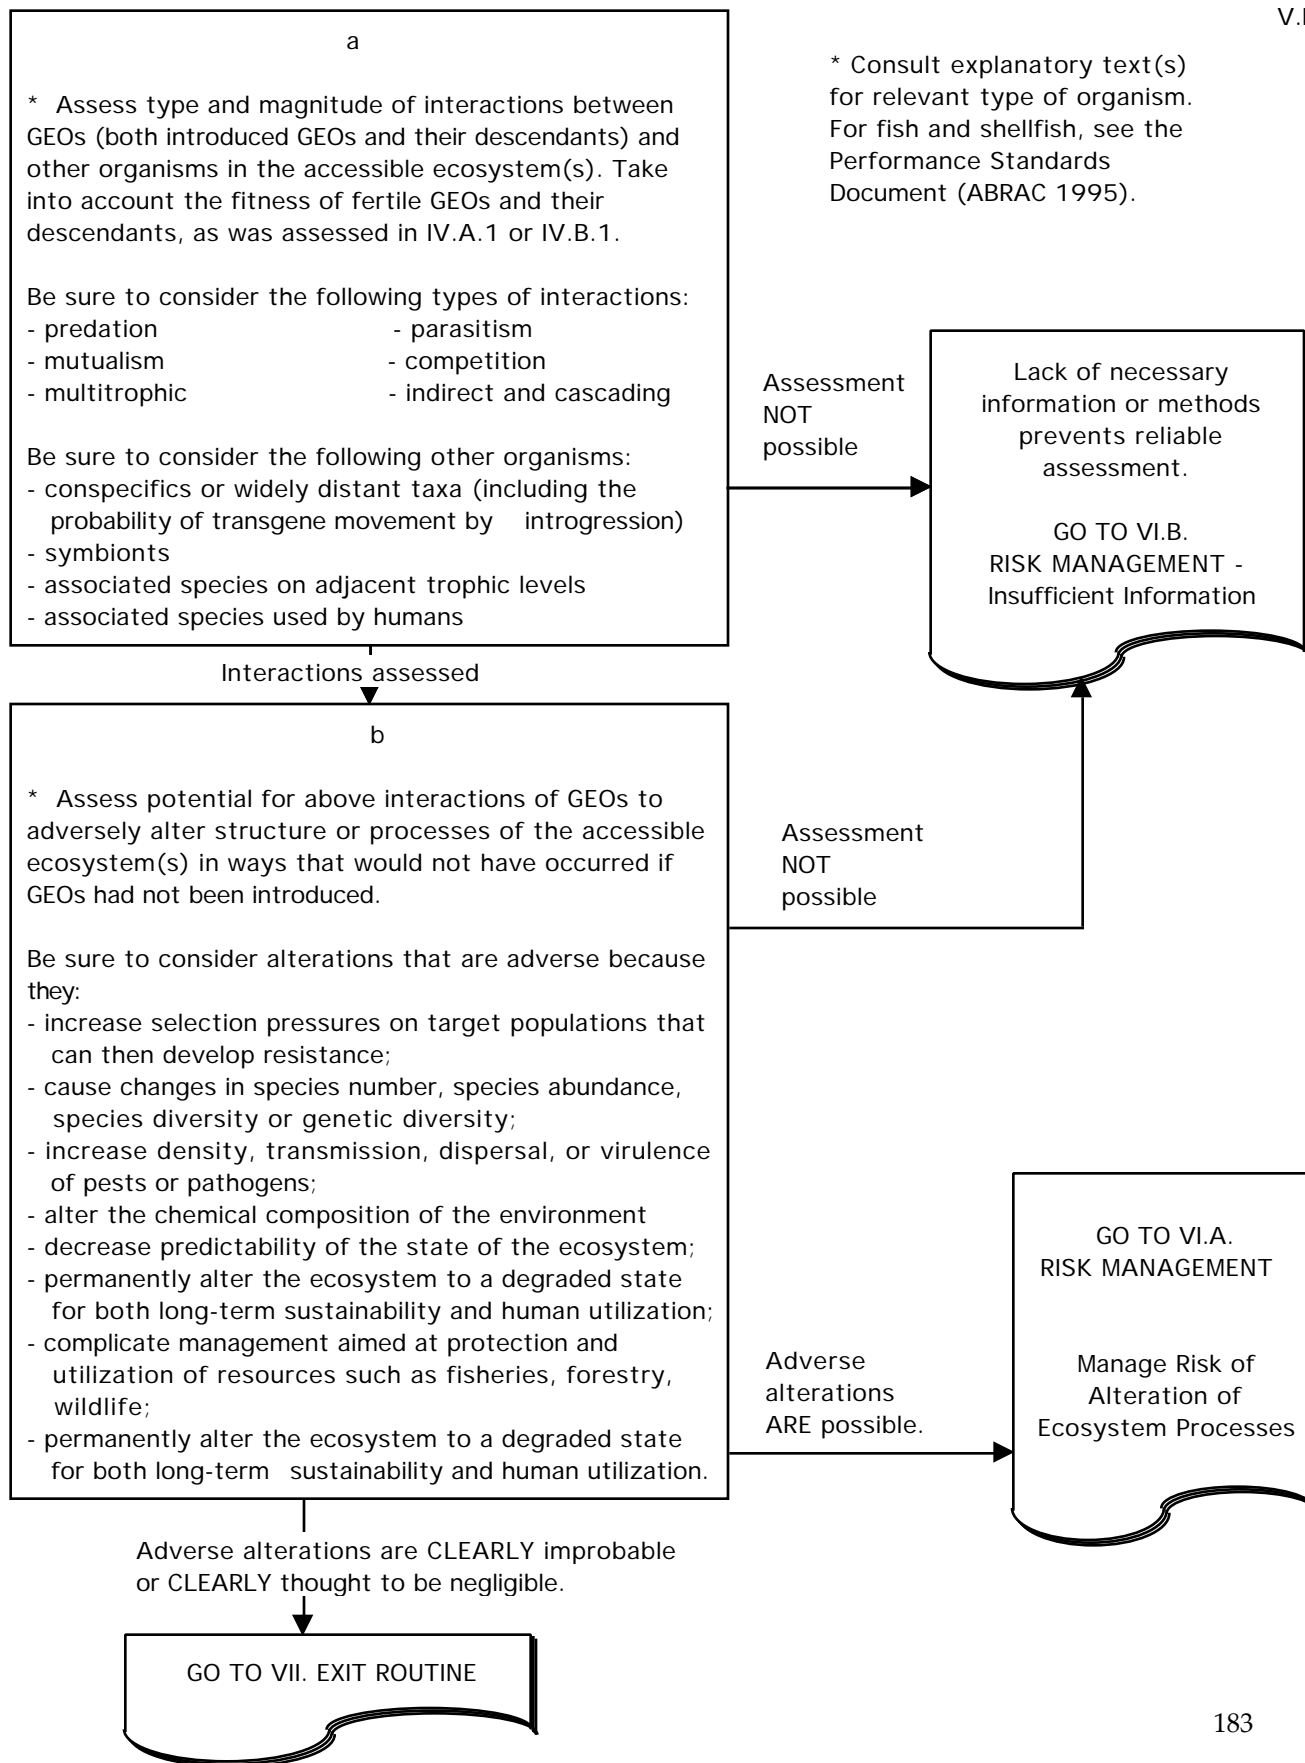 V.
a
* Assess type and magnitude of interactions between
GEOs (both introduced GEOs and their descendants) and
other organisms in the accessible ecosystem(s). Take
into account the fitness of fertile GEOs and their
descendants, as was assessed in IV.A.1 or IV.B.1.
Be sure to consider the following types of interactions:
- predation - parasitism
- mutualism - competition
- multitrophic - indirect and cascading
Be sure to consider the following other organisms:
- conspecifics or widely distant taxa (including the
probability of transgene movement by introgression)
- symbionts
- associated species on adjacent trophic levels
- associated species used by humans
* Consult explanatory text(s)
for relevant type of organism.
For fish and shellfish, see the
Performance Standards
Document (ABRAC 1995).
Assessment
NOT
possible
Lack of necessary
information or methods
prevents reliable
assessment.
GO TO VI.B.
RISK MANAGEMENT -
Insufficient Information
Interactions assessed
b
* Assess potential for above interactions of GEOs to
adversely alter structure or processes of the accessible
ecosystem(s) in ways that would not have occurred if
GEOs had not been introduced.
Be sure to consider alterations that are adverse because
they:
- increase selection pressures on target populations that
can then develop resistance;
- cause changes in species number, species abundance,
species diversity or genetic diversity;
- increase density, transmission, dispersal, or virulence
of pests or pathogens;
- alter the chemical composition of the environment
- decrease predictability of the state of the ecosystem;
- permanently alter the ecosystem to a degraded state
for both long-term sustainability and human utilization;
- complicate management aimed at protection and
utilization of resources such as fisheries, forestry,
wildlife;
- permanently alter the ecosystem to a degraded state
for both long-term sustainability and human utilization.
Assessment
NOT
possible
Adverse
alterations
ARE possible.
GO TO VI.A.
RISK MANAGEMENT
Manage Risk of
Alteration of
Ecosystem Processes
Adverse alterations are CLEARLY improbable
or CLEARLY thought to be negligible.
GO TO VII. EXIT ROUTINE
183